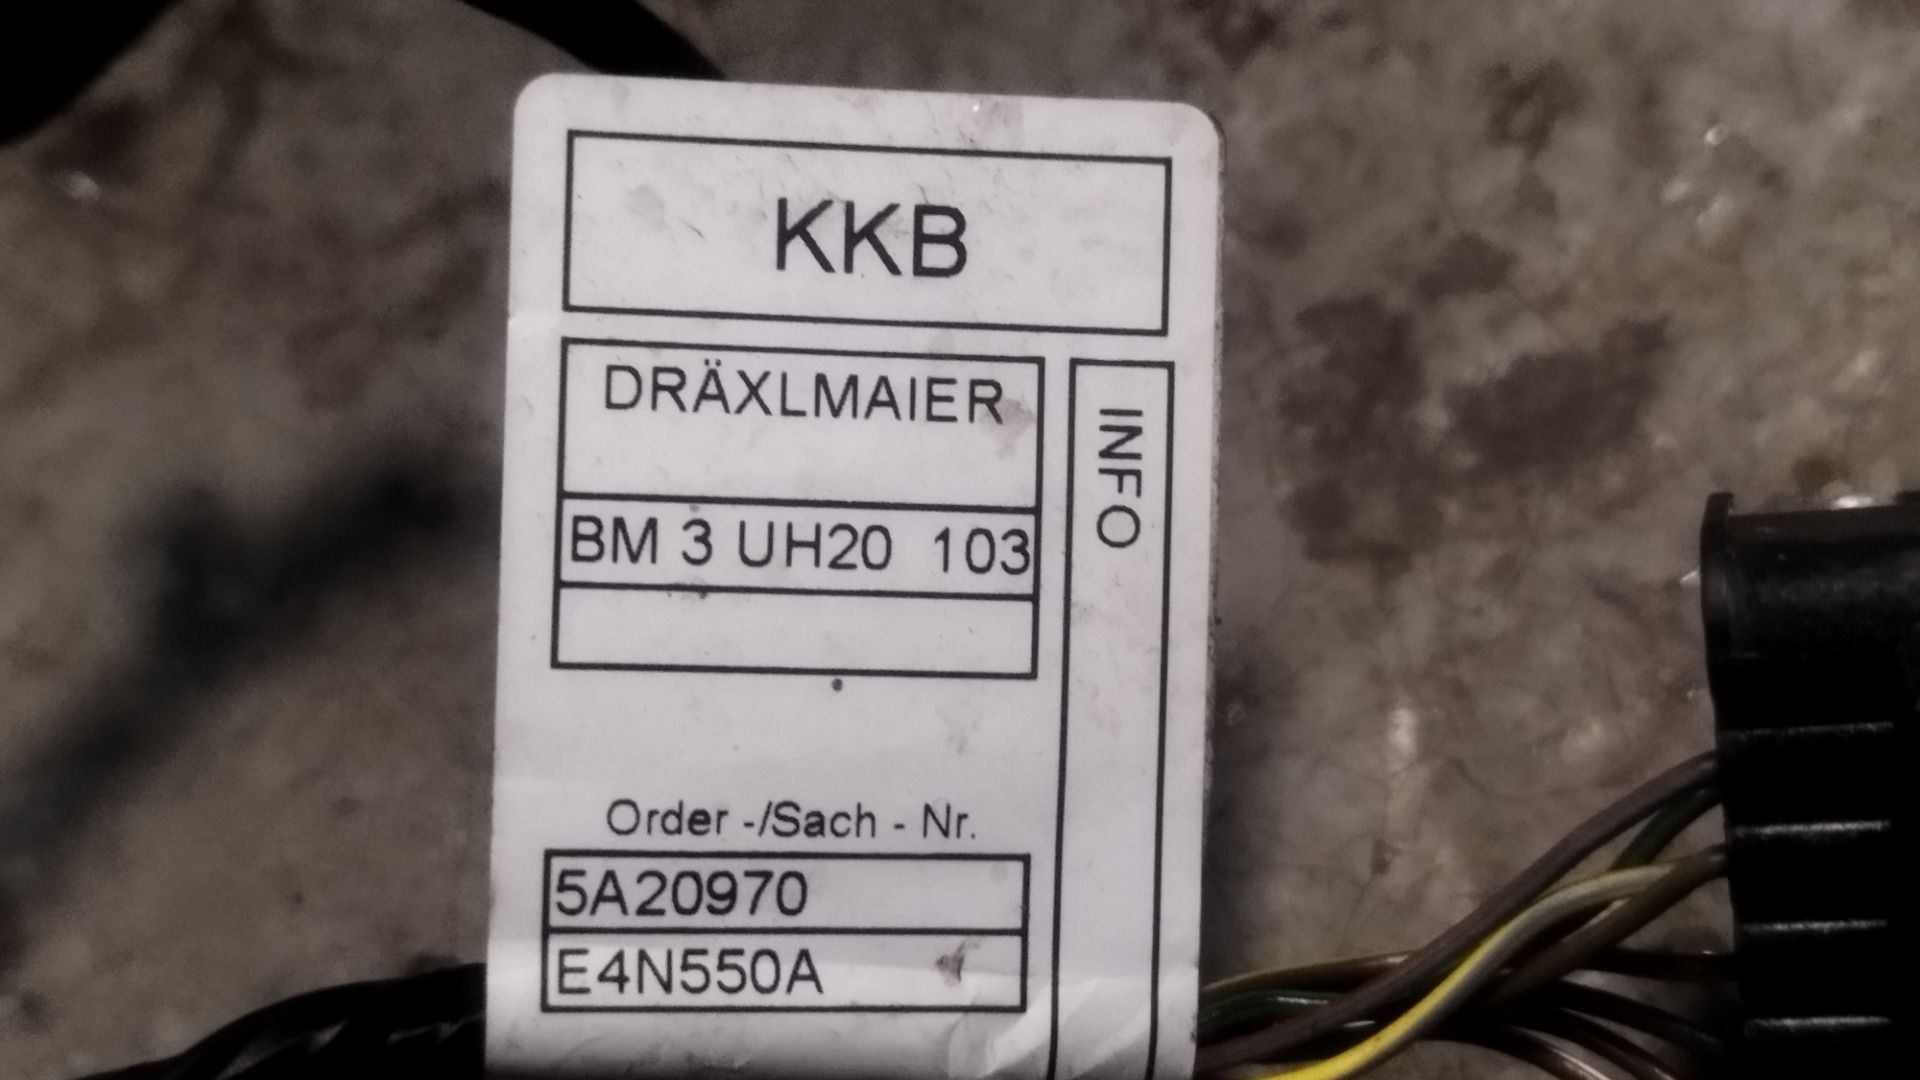 KKB
DRÄXLMAIER
INFO
BM 3 UH20 103
Order -/Sach - Nr.
5A20970
E4N550A